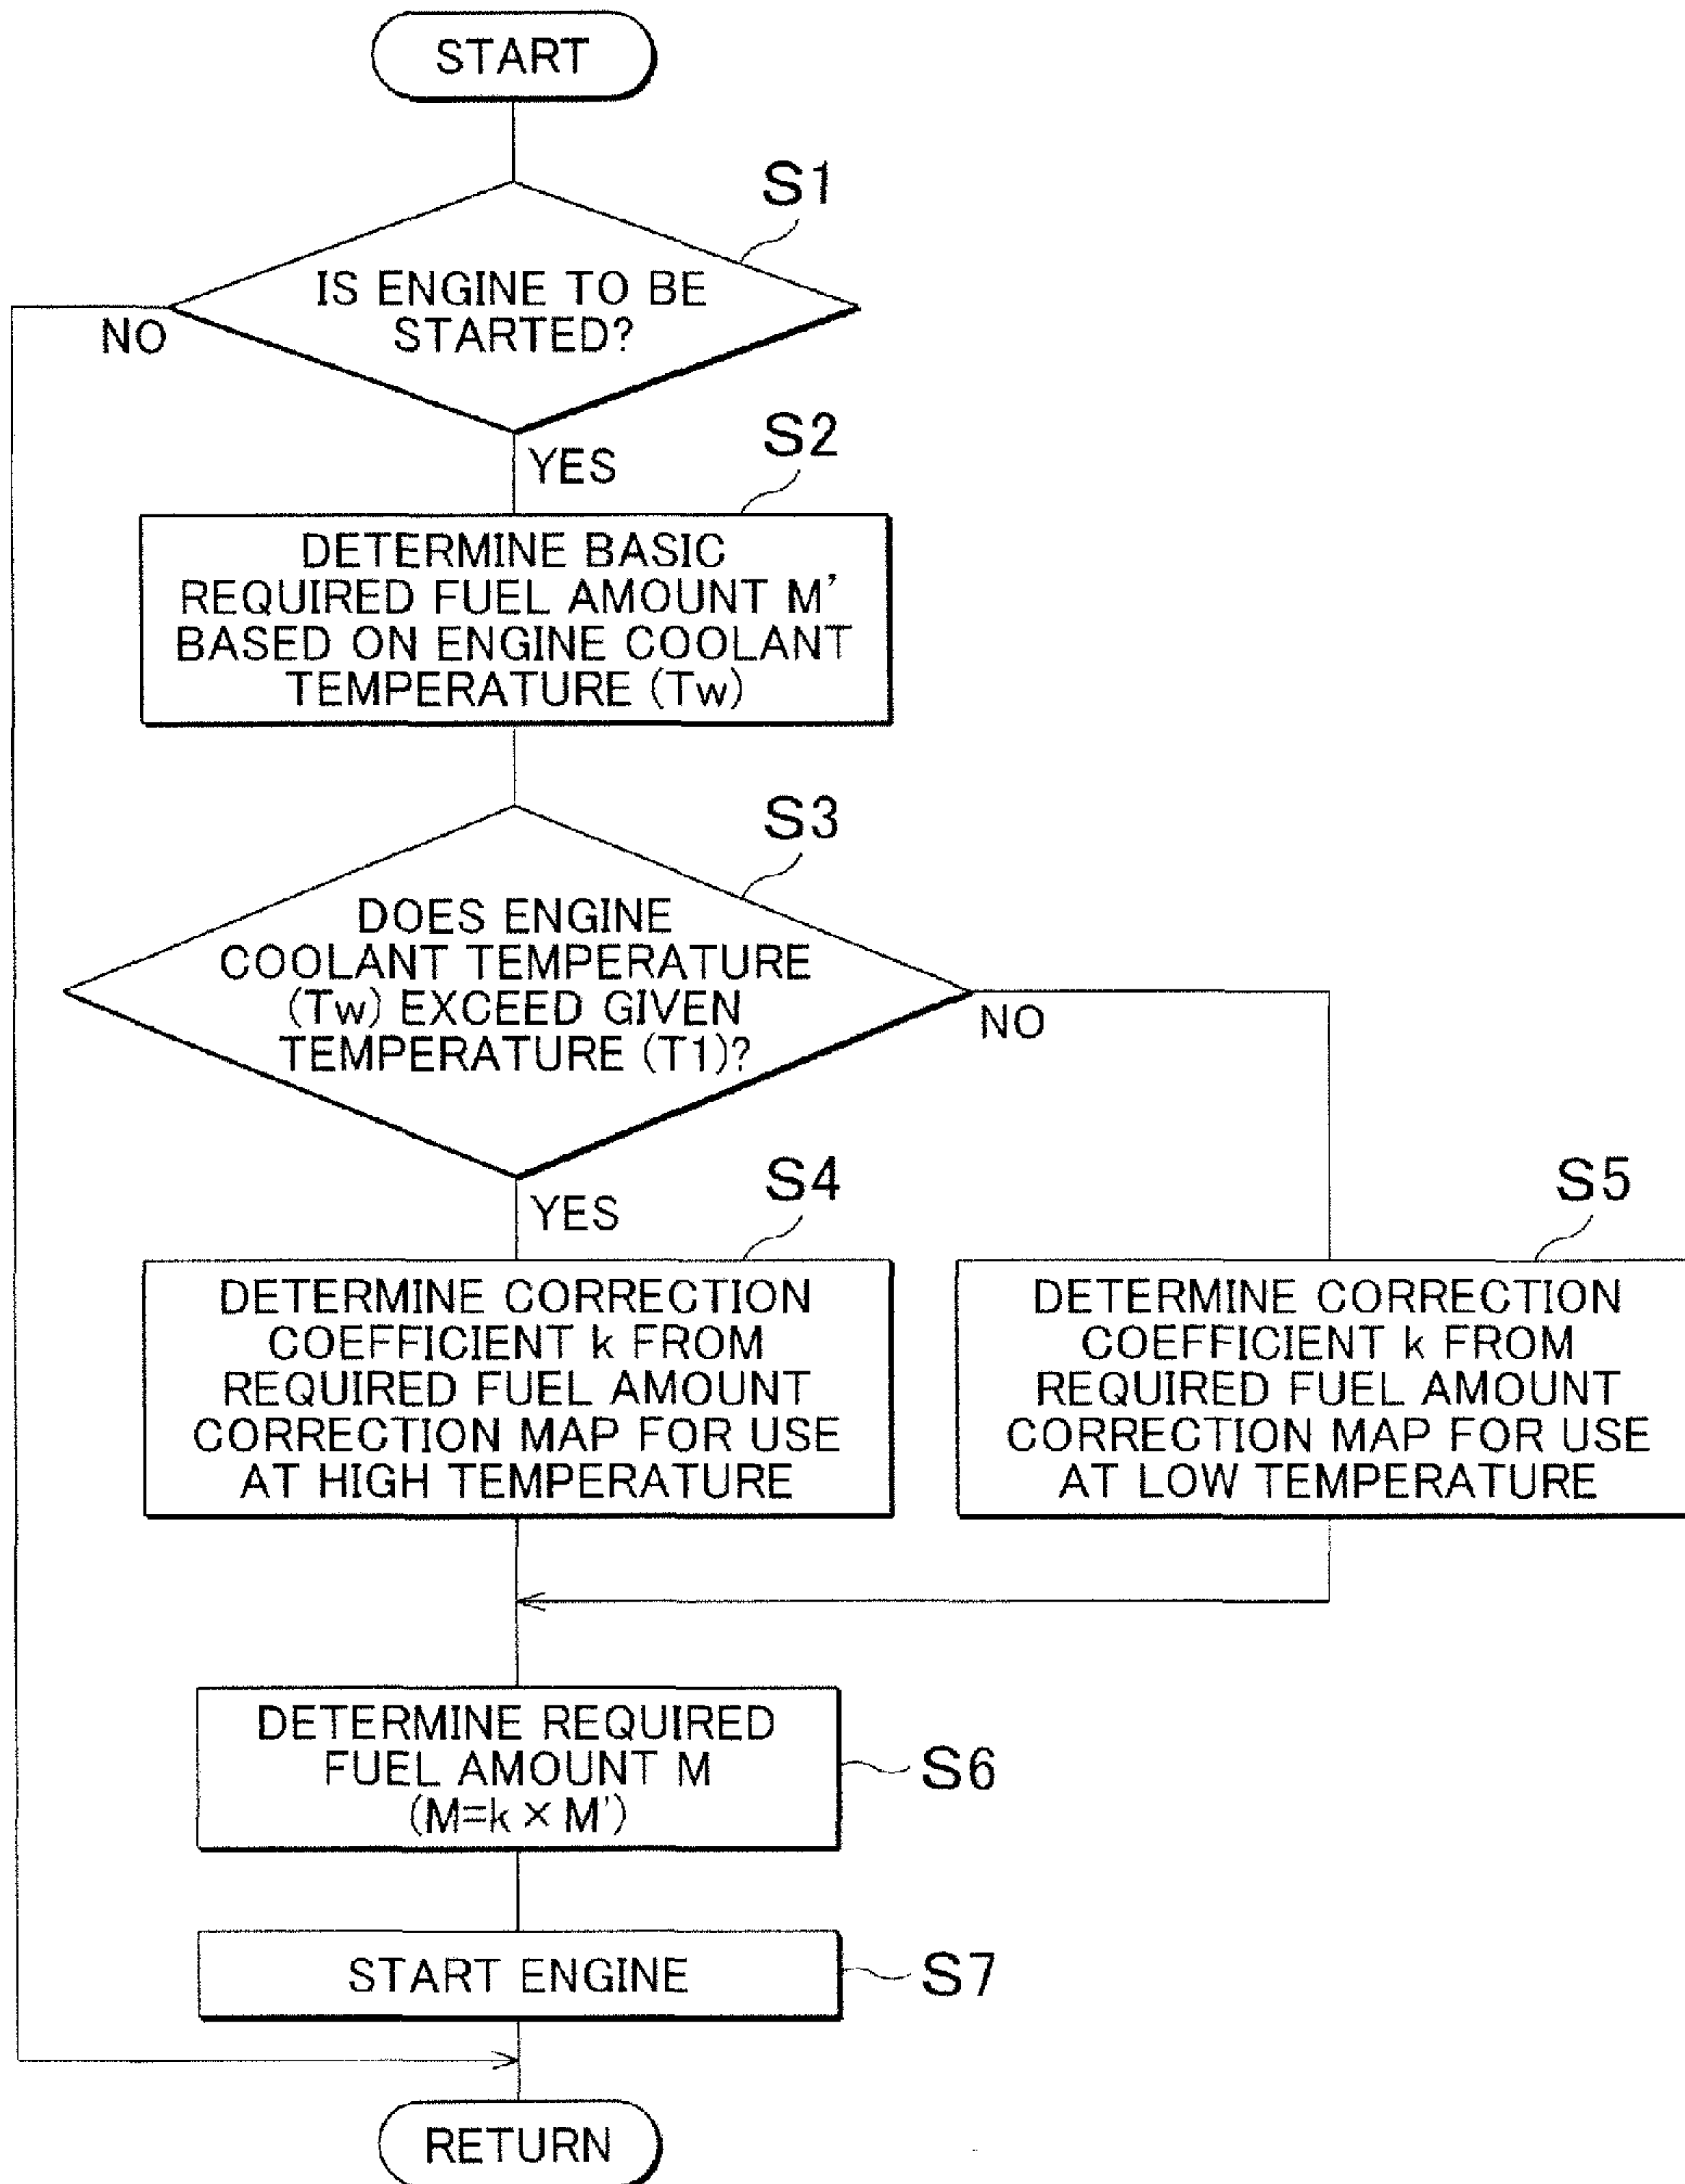 START
S1
IS ENGINE TO BE
STARTED?
NO
YES
S2
DETERMINE BASIC
REQUIRED FUEL AMOUNT M'
BASED ON ENGINE COOLANT
TEMPERATURE (Tw)
S3
DOES ENGINE
COOLANT TEMPERATURE
(Tw) EXCEED GIVEN
TEMPERATURE (T1)?
NO
YES
S4
DETERMINE CORRECTION
COEFFICIENT k FROM
REQUIRED FUEL AMOUNT
CORRECTION MAP FOR USE
AT HIGH TEMPERATURE
S5
DETERMINE CORRECTION
COEFFICIENT k FROM
REQUIRED FUEL AMOUNT
CORRECTION MAP FOR USE
AT LOW TEMPERATURE
DETERMINE REQUIRED
FUEL AMOUNT M
(M=k × M')
S6
START ENGINE
S7
RETURN